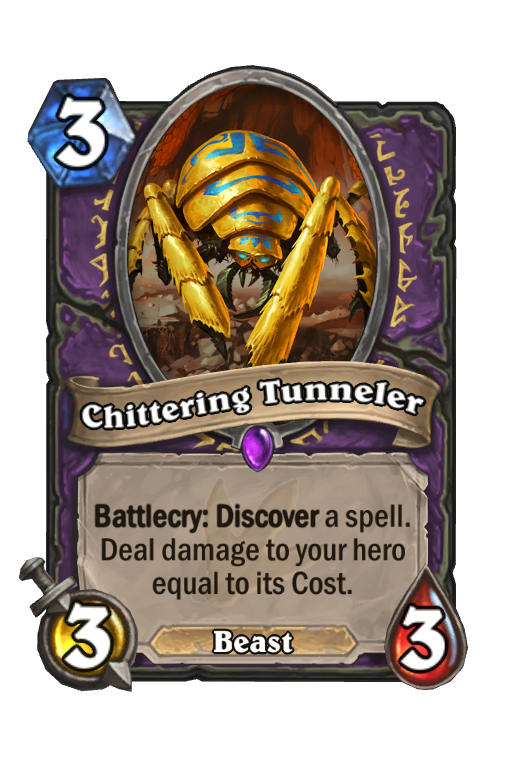 3
Chittering Tunneler
Battlecry: Discover a spell.
Deal damage to your hero
equal to its Cost.
3
Beast
3